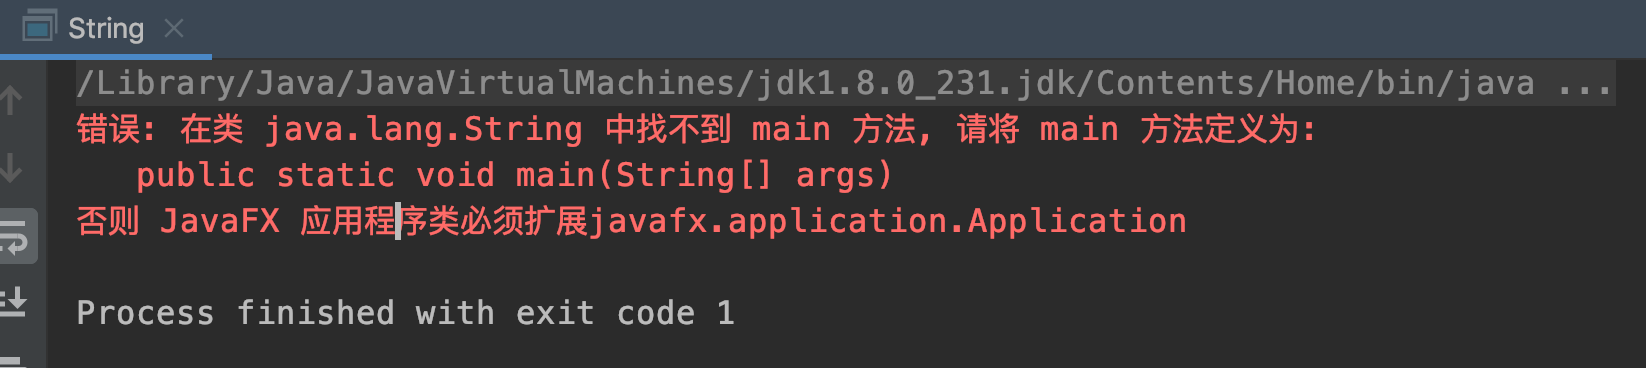 String
/Library/Java/JavaVirtualMachines/jdk1.8.0_231.jdk/Contents/Home/bin/java ...
错误: 在类 java.lang.String 中找不到 main 方法, 请将 main 方法定义为:
public static void main(String[] args)
否则 JavaFX 应用程序类必须扩展javafx.application.Application
Process finished with exit code 1